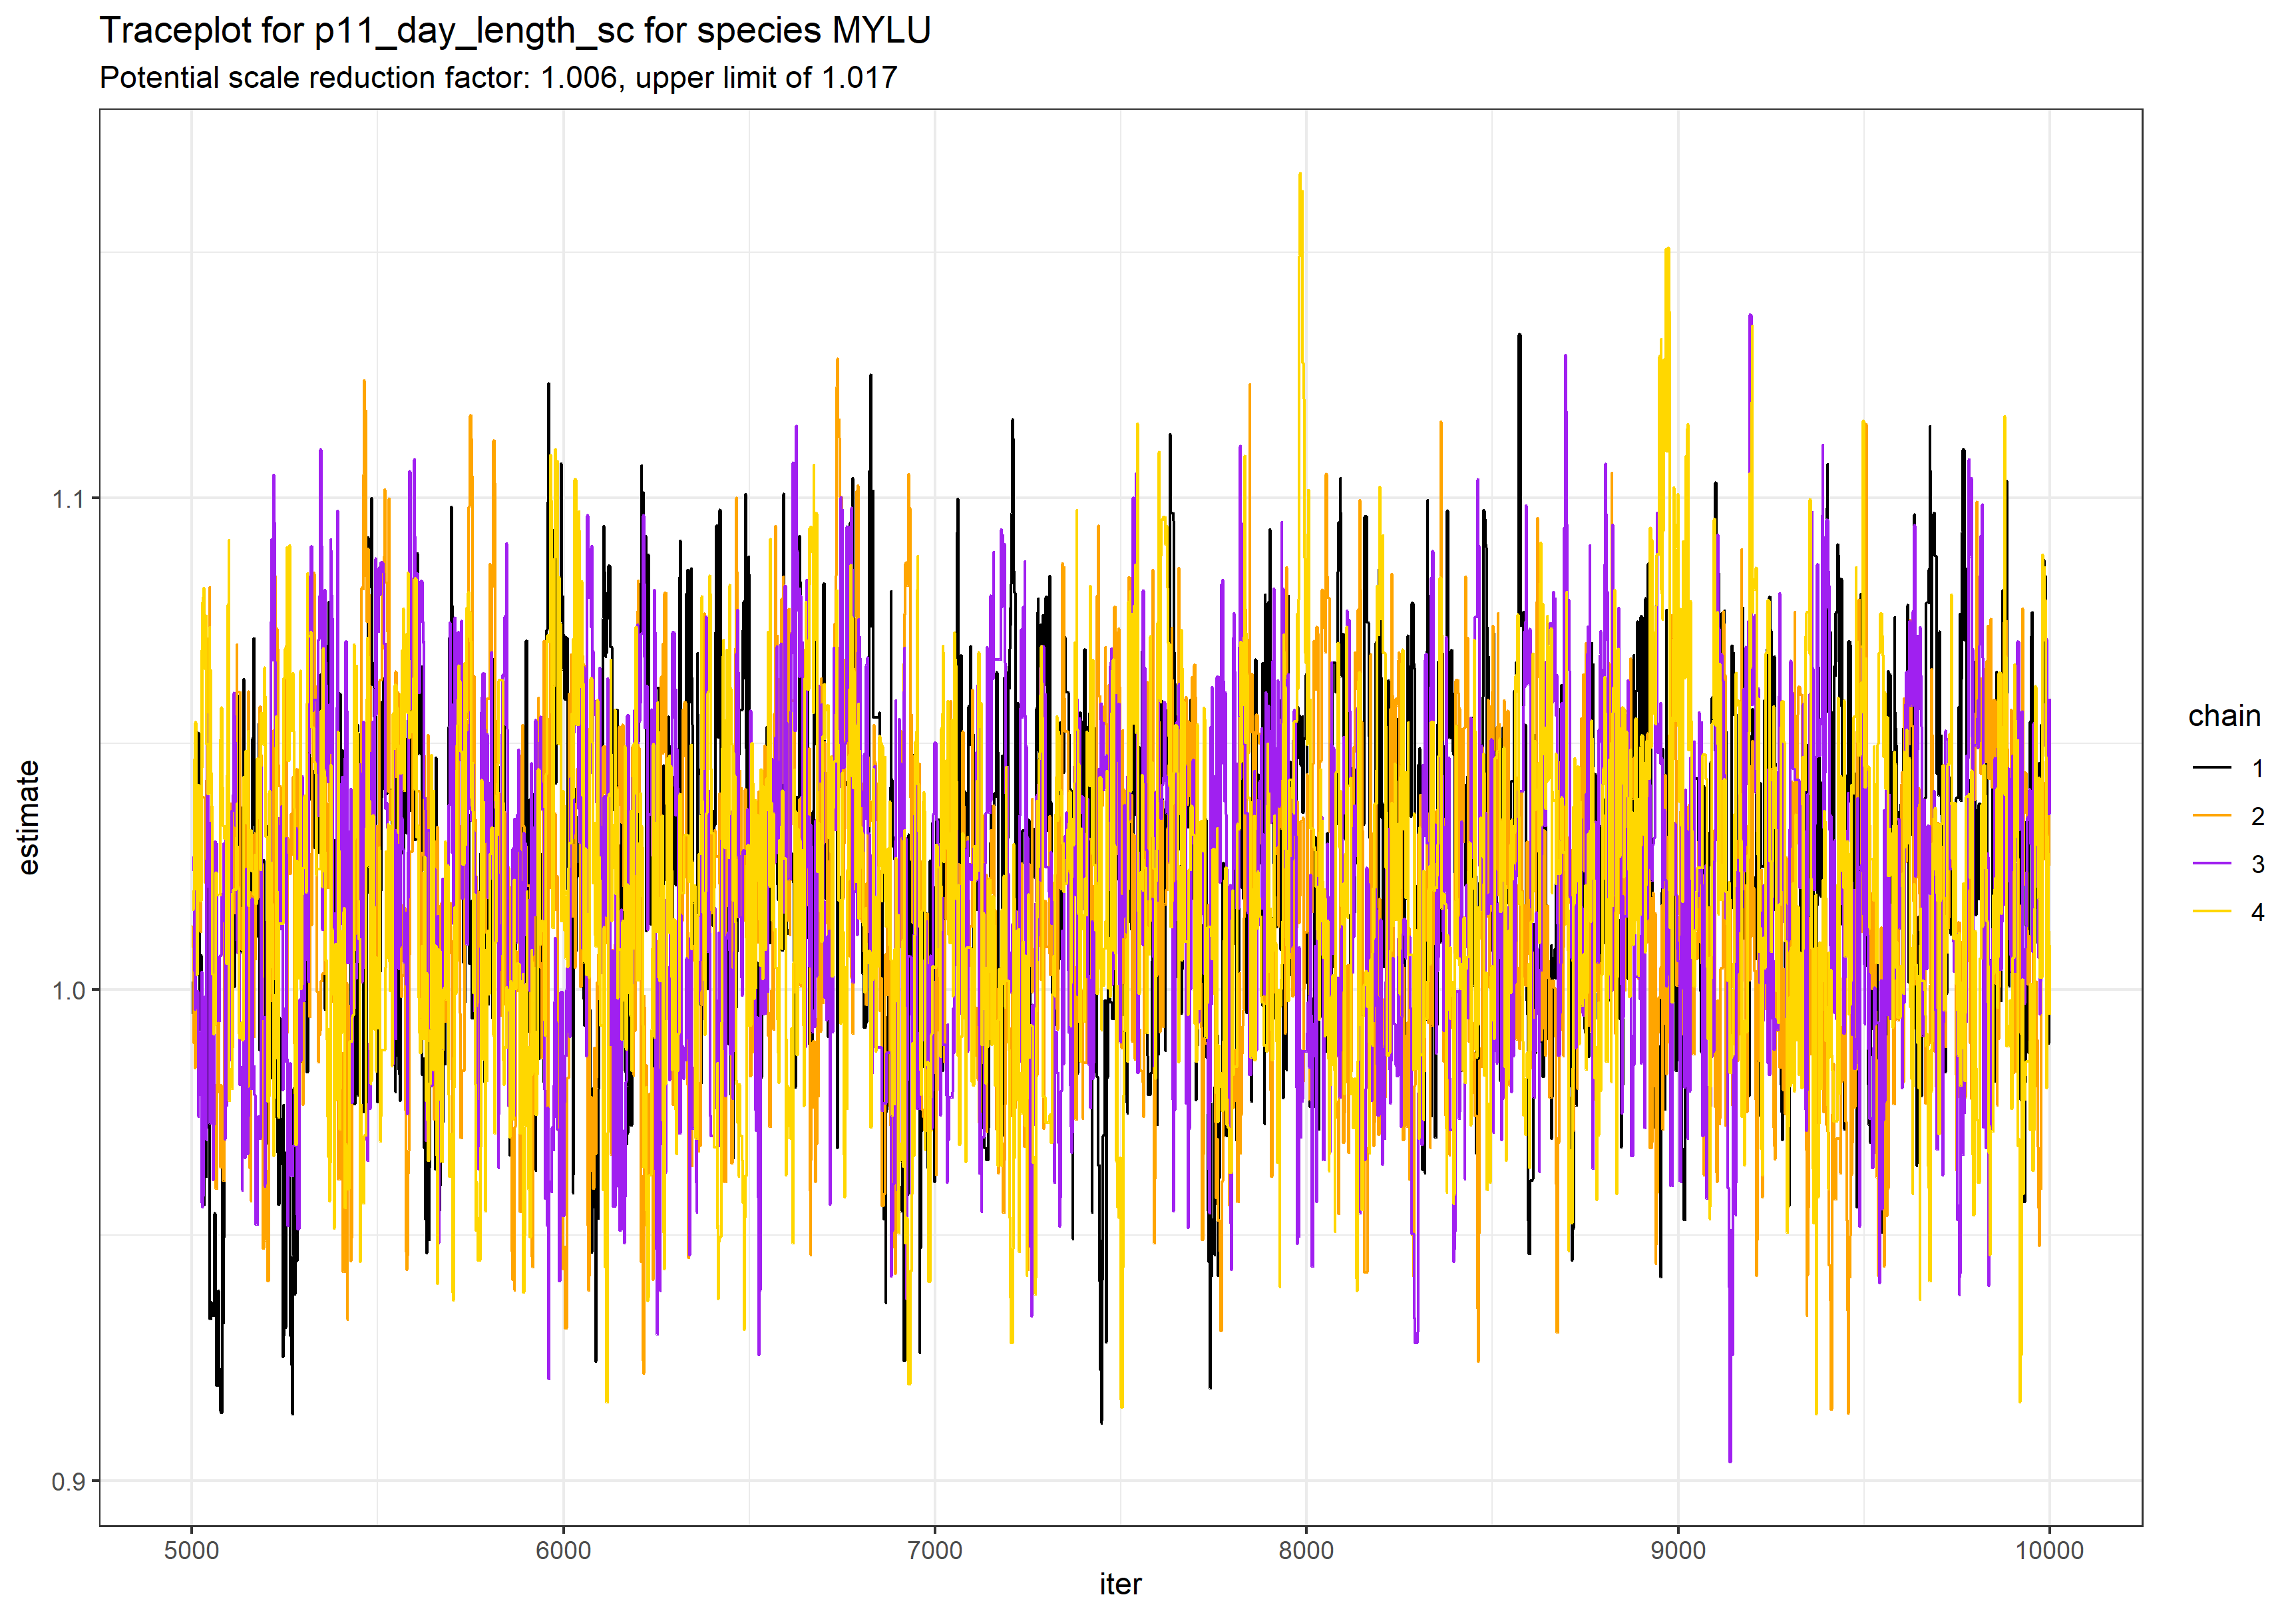 Traceplot for p11_day_length_sc for species MYLU
Potential scale reduction factor: 1.006, upper limit of 1.017
estimate
1.1
1.0
0.9
5000 6000 7000 8000 9000 10000
iter
chain
1
2
3
4